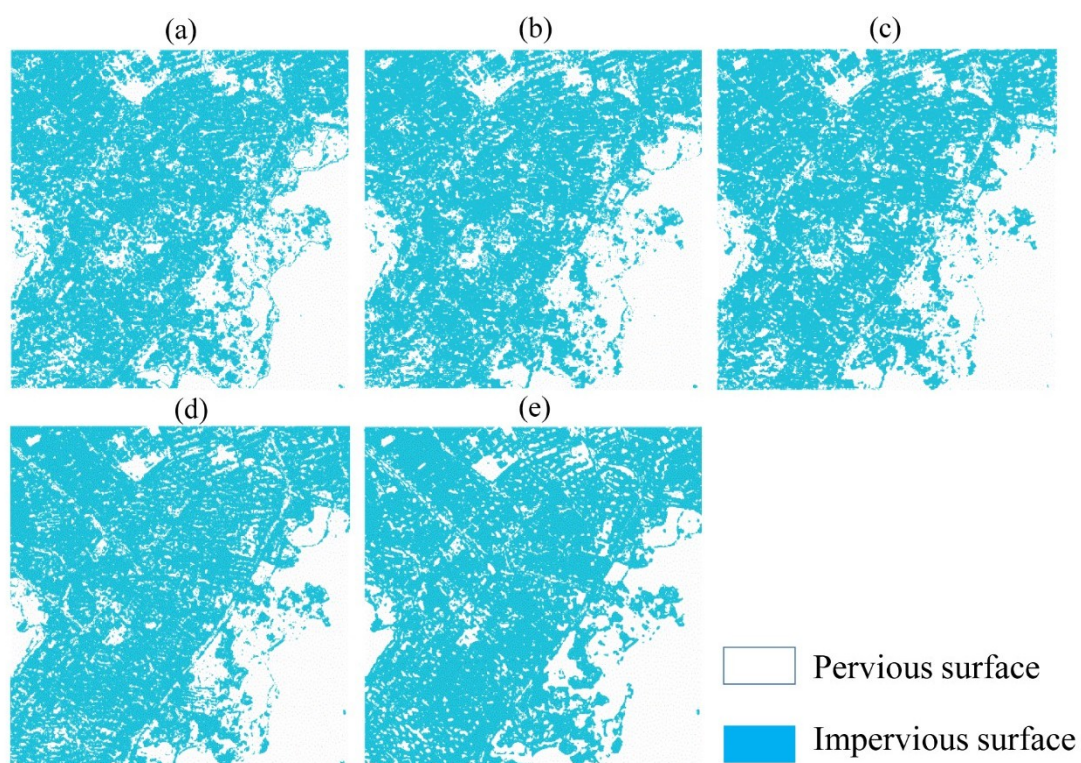 (a)
(b)
(c)
(d)
(e)
Pervious surface
Impervious surface